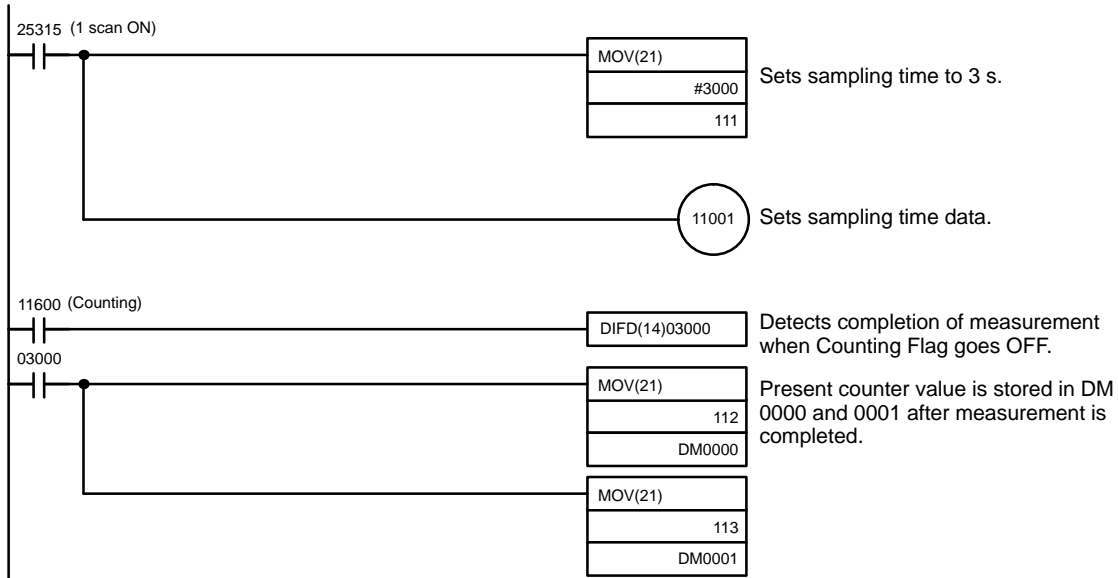 25315 (1 scan ON)
MOV(21)
#3000
111
Sets sampling time to 3 s.
11001
Sets sampling time data.
11600 (Counting)
DIFD(14)03000
Detects completion of measurement
when Counting Flag goes OFF.
03000
MOV(21)
112
DM0000
Present counter value is stored in DM
0000 and 0001 after measurement is
completed.
MOV(21)
113
DM0001